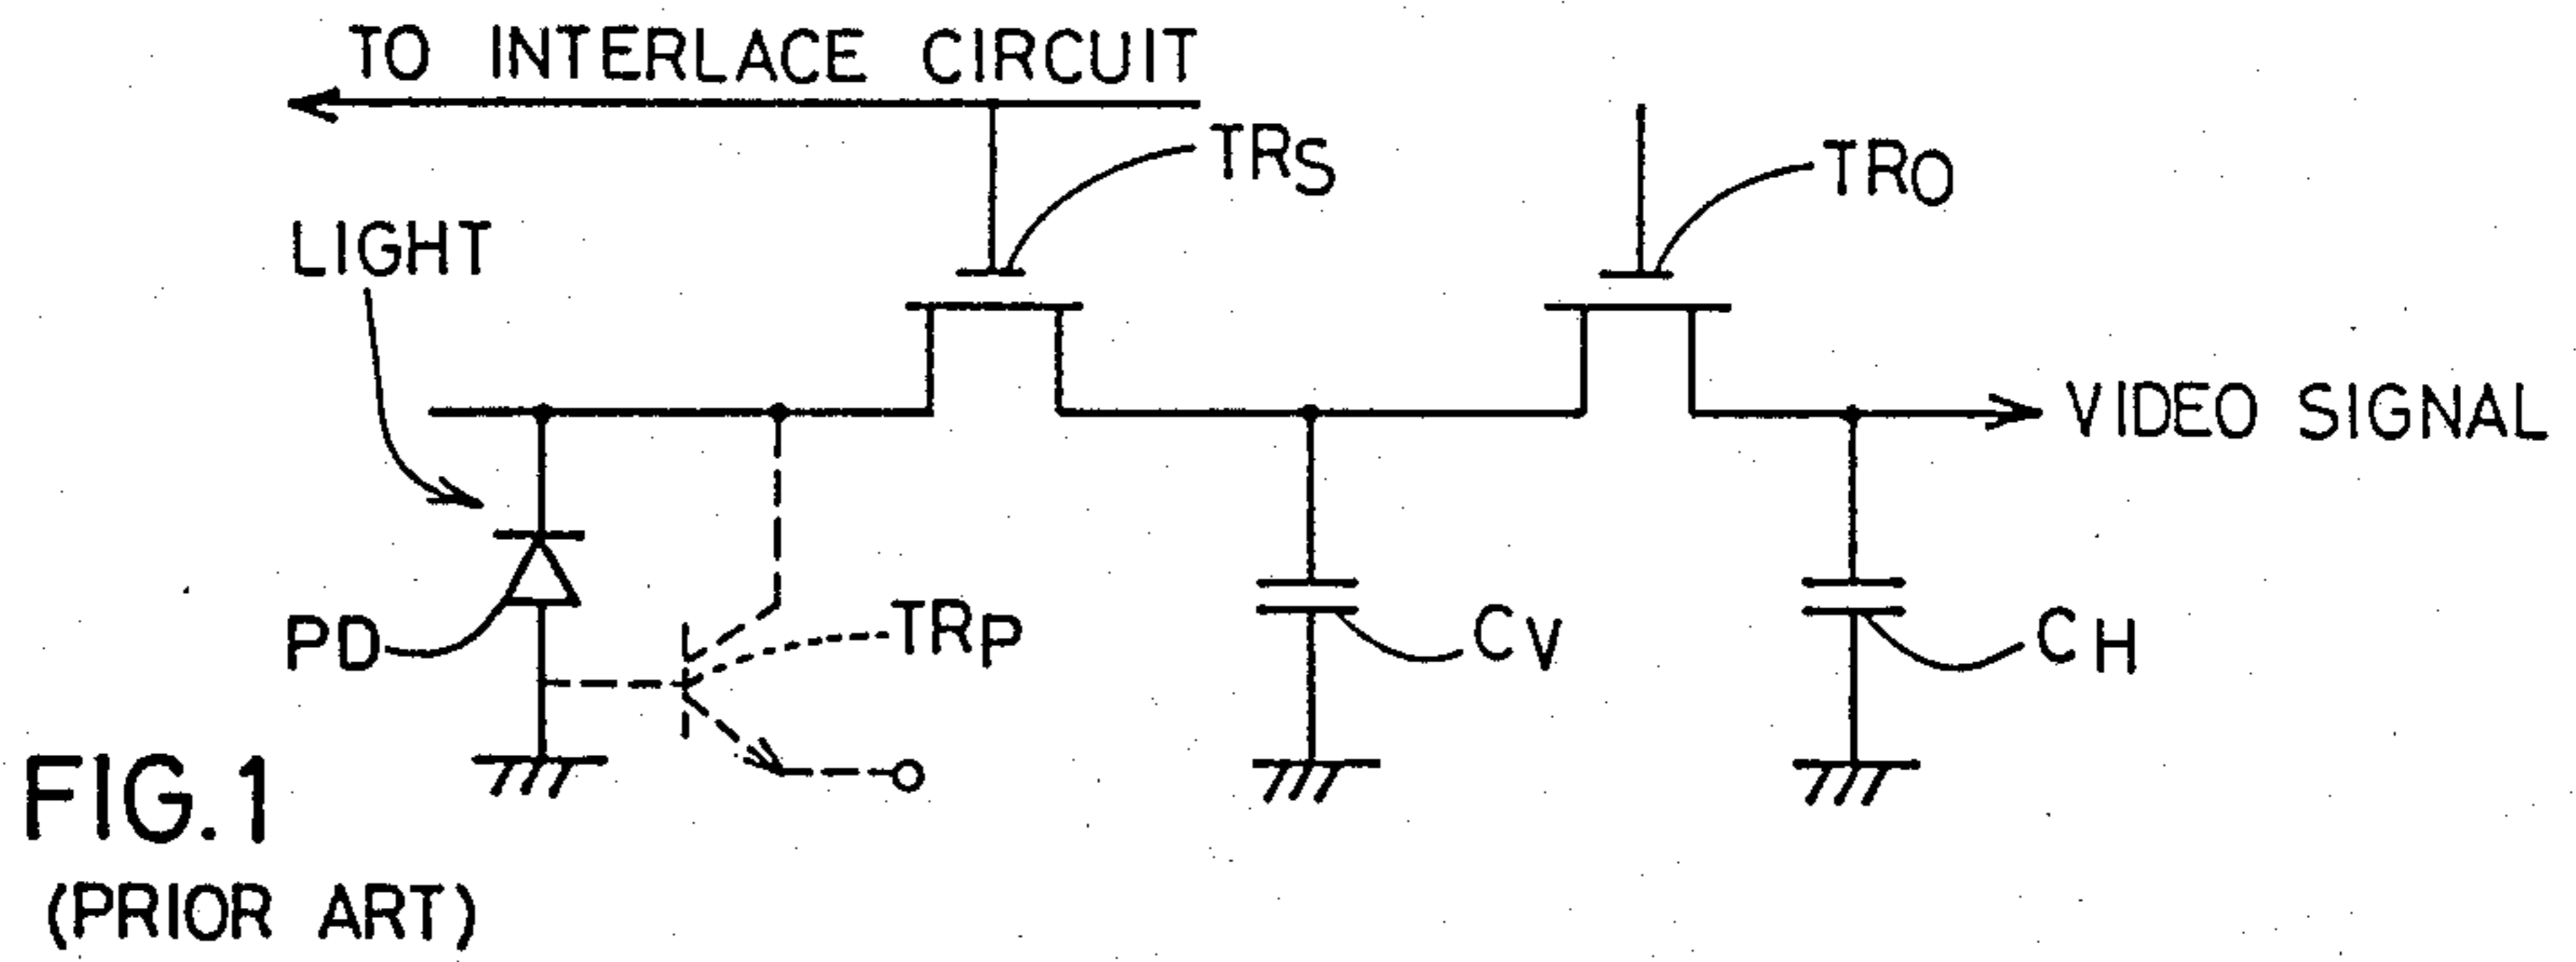 TO INTERLACE CIRCUIT
TRS
TRO
LIGHT
VIDEO SIGNAL
PD
TRP
CV
CH
FIG.1
(PRIOR ART)